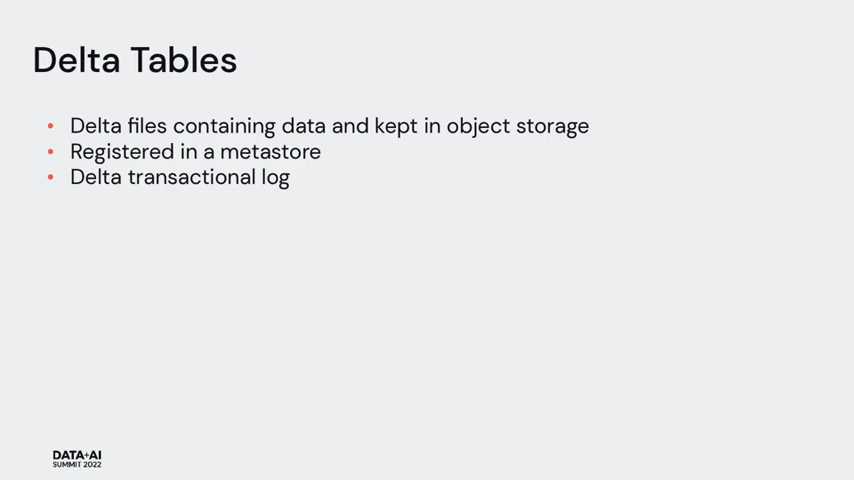 Delta Tables
• Delta files containing data and kept in object storage
• Registered in a metastore
• Delta transactional log
DATA+AI
SUMMIT 2022